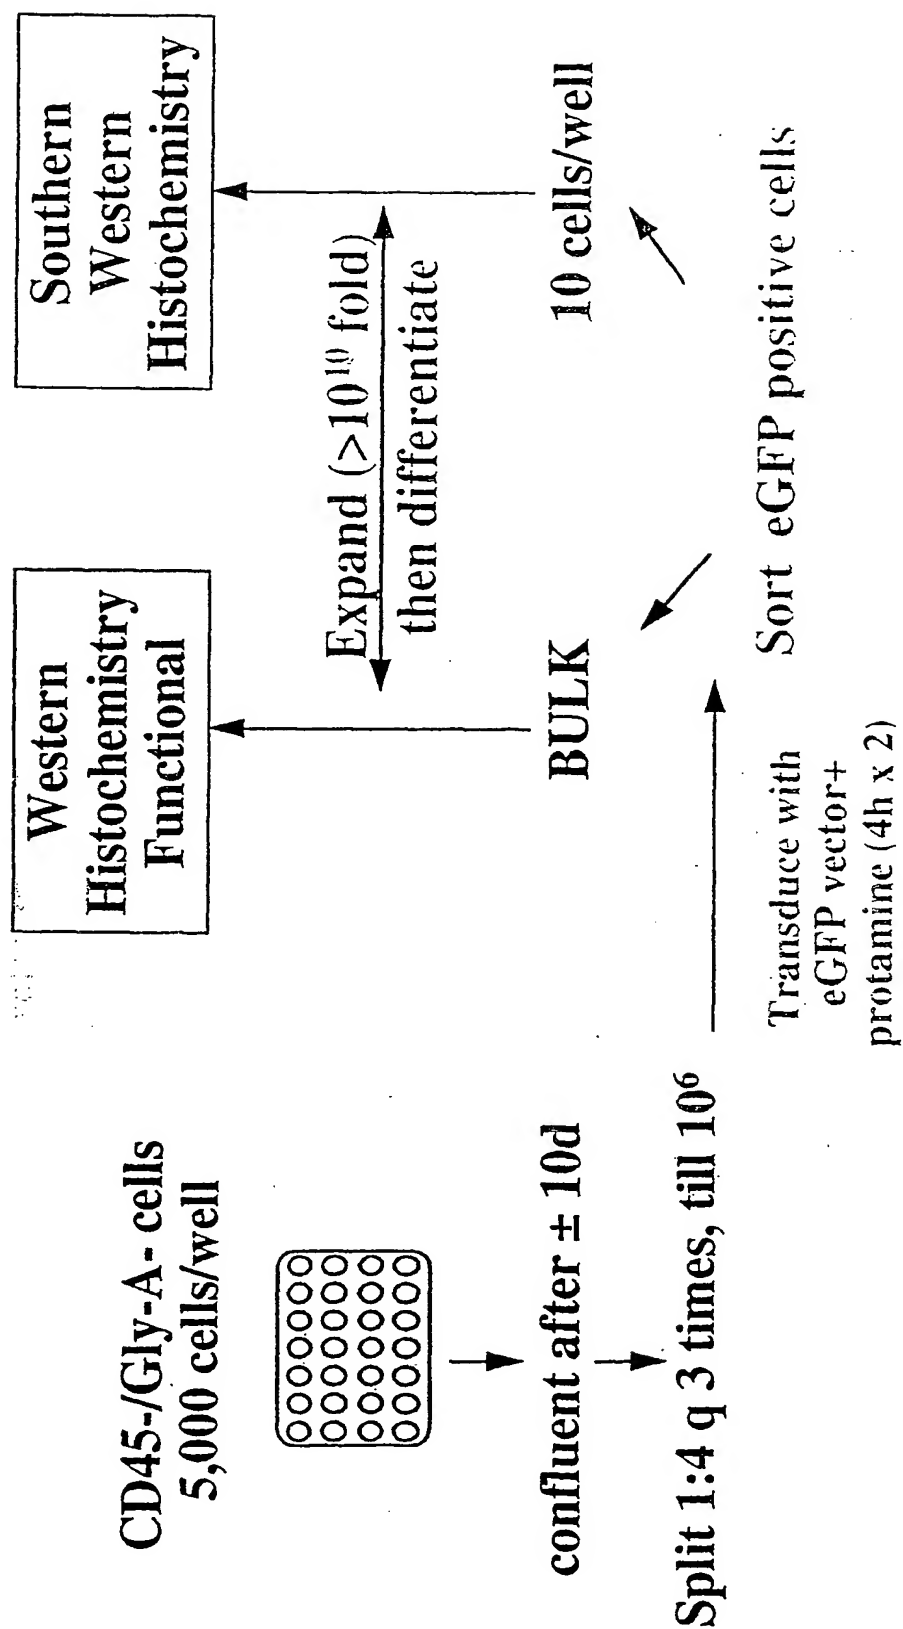 CD45-/Gly-A- cells
5,000 cells/well
confluent after ± 10d
Split 1:4 q 3 times, till 10⁶
Transduce with
eGFP vector+
protamine (4h x 2)
Sort eGFP positive cells
BULK
10 cells/well
Expand (>10¹⁰ fold)
then differentiate
Western
Histochemistry
Functional
Southern
Western
Histochemistry